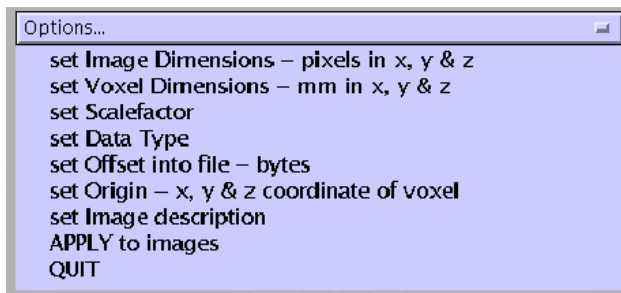 Options...
set Image Dimensions – pixels in x, y & z
set Voxel Dimensions – mm in x, y & z
set Scalefactor
set Data Type
set Offset into file – bytes
set Origin – x, y & z coordinate of voxel
set Image description
APPLY to images
QUIT